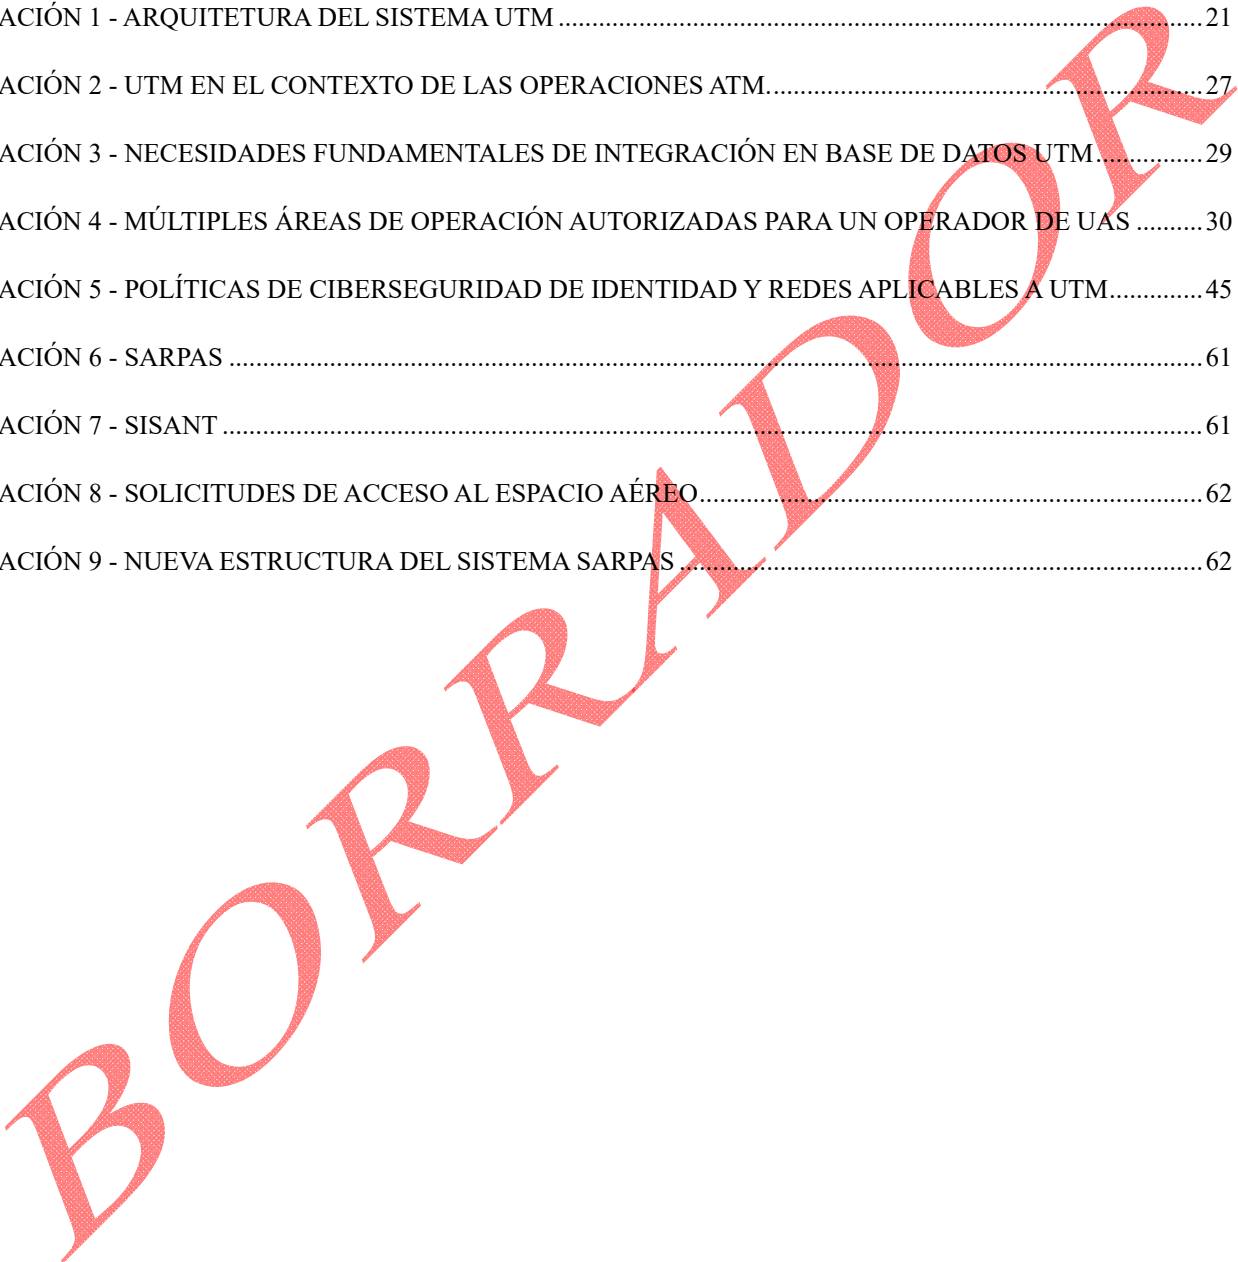 ACIÓN 1 - ARQUITETURA DEL SISTEMA UTM ........ 21
ACIÓN 2 - UTM EN EL CONTEXTO DE LAS OPERACIONES ATM. ........ 27
ACIÓN 3 - NECESIDADES FUNDAMENTALES DE INTEGRACIÓN EN BASE DE DATOS UTM ........ 29
ACIÓN 4 - MÚLTIPLES ÁREAS DE OPERACIÓN AUTORIZADAS PARA UN OPERADOR DE UAS ........ 30
ACIÓN 5 - POLÍTICAS DE CIBERSEGURIDAD DE IDENTIDAD Y REDES APLICABLES A UTM ........ 45
ACIÓN 6 - SARPAS ........ 61
ACIÓN 7 - SISANT ........ 61
ACIÓN 8 - SOLICITUDES DE ACCESO AL ESPACIO AÉREO ........ 62
ACIÓN 9 - NUEVA ESTRUCTURA DEL SISTEMA SARPAS ........ 62
BORRADOR